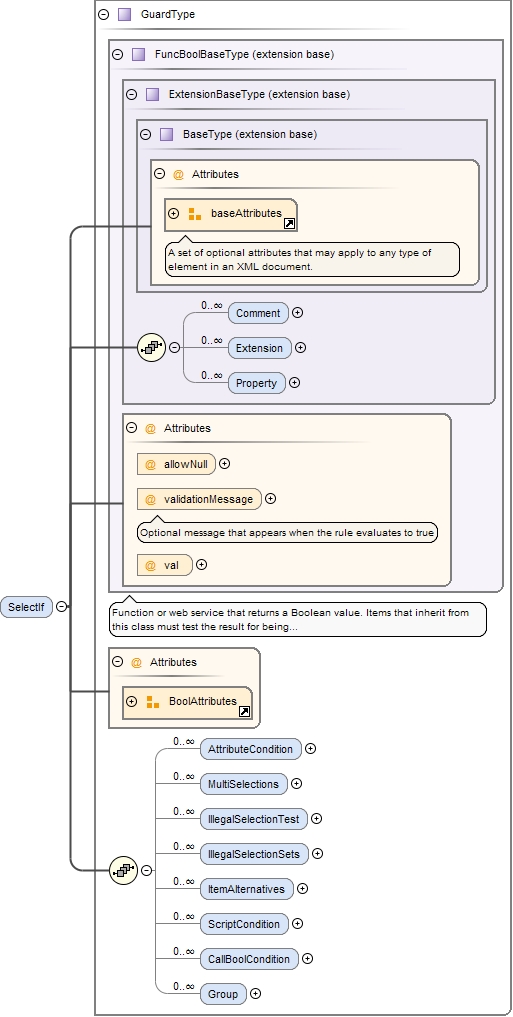 GuardType
FuncBoolBaseType (extension base)
ExtensionBaseType (extension base)
BaseType (extension base)
@ Attributes
baseAttributes
A set of optional attributes that may apply to any type of
element in an XML document.
0..∞
Comment
0..∞
Extension
0..∞
Property
@ Attributes
@ allowNull
@ validationMessage
Optional message that appears when the rule evaluates to true
@ val
SelectIf
Function or web service that returns a Boolean value. Items that inherit from
this class must test the result for being...
@ Attributes
BoolAttributes
0..∞
AttributeCondition
0..∞
MultiSelections
0..∞
IllegalSelectionTest
0..∞
IllegalSelectionSets
0..∞
ItemAlternatives
0..∞
ScriptCondition
0..∞
CallBoolCondition
0..∞
Group